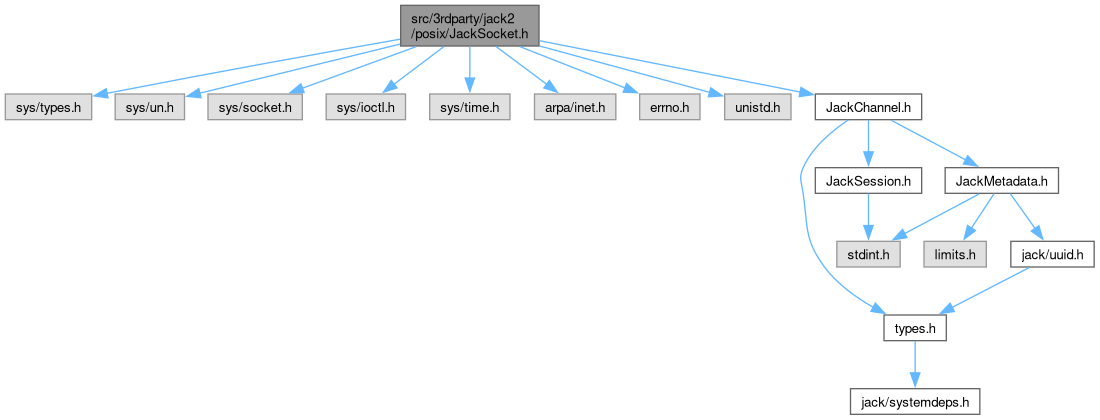 src/3rdparty/jack2
/posix/JackSocket.h
sys/types.h
sys/un.h
sys/socket.h
sys/ioctl.h
sys/time.h
arpa/inet.h
errno.h
unistd.h
JackChannel.h
JackSession.h
JackMetadata.h
stdint.h
limits.h
jack/uuid.h
types.h
jack/systemdeps.h